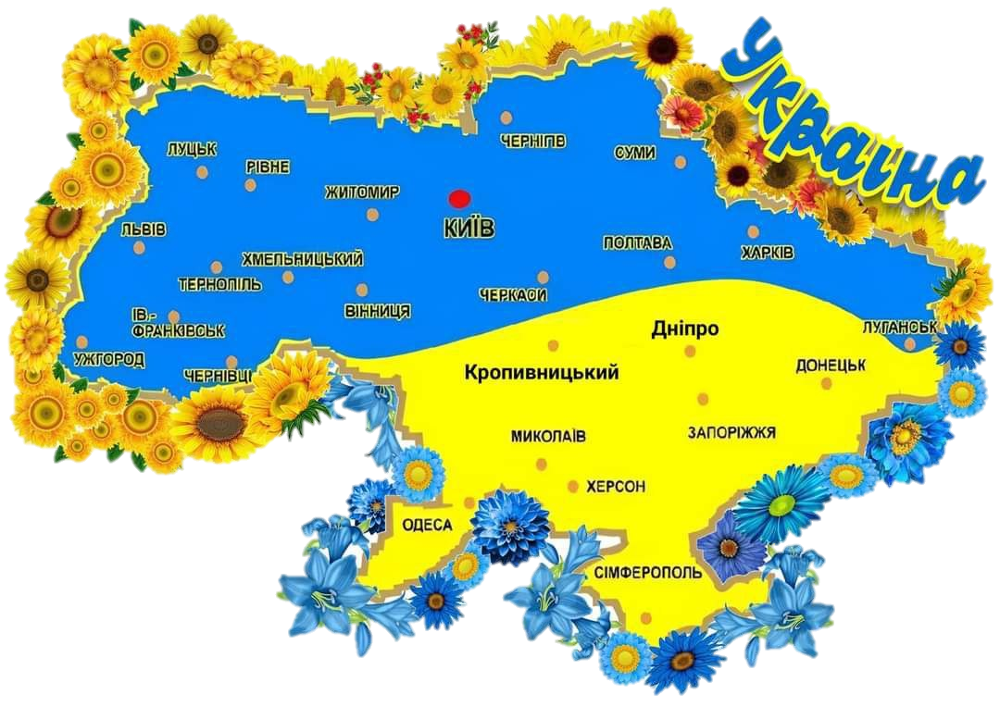 Україна
ЧЕРНІГІВ
ЛУЦЬК
СУМИ
РІВНЕ
ЖИТОМИР
КИЇВ
ЛЬВІВ
ПОЛТАВА
ХАРКІВ
ХМЕЛЬНИЦЬКИЙ
ТЕРНОПІЛЬ
ЧЕРКАСИ
ВІННИЦЯ
ІВ.-
ФРАНКІВСЬК
Дніпро
ЛУГАНСЬК
УЖГОРОД
ДОНЕЦЬК
Кропивницький
ЧЕРНІВЦІ
МИКОЛАЇВ
ЗАПОРІЖЖЯ
ХЕРСОН
ОДЕСА
СІМФЕРОПОЛЬ